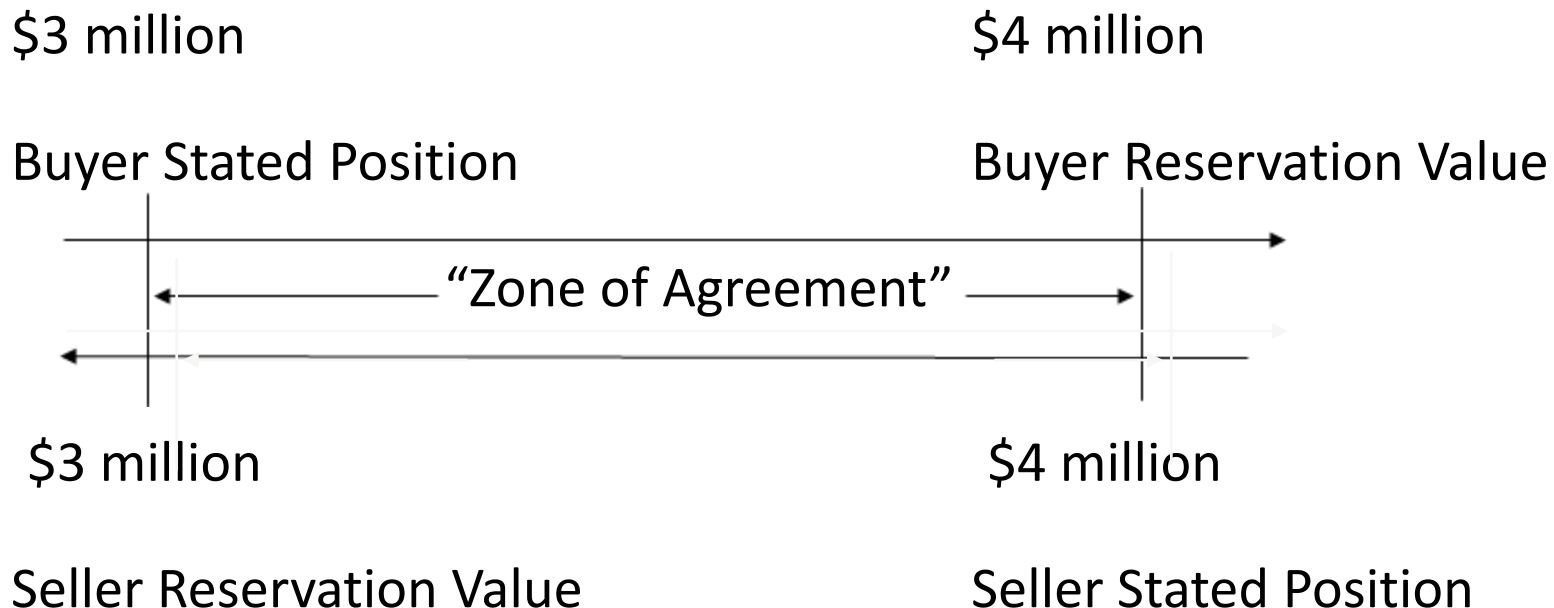 $3 million
$4 million
Buyer Stated Position
Buyer Reservation Value
“Zone of Agreement”
$3 million
$4 million
Seller Reservation Value
Seller Stated Position